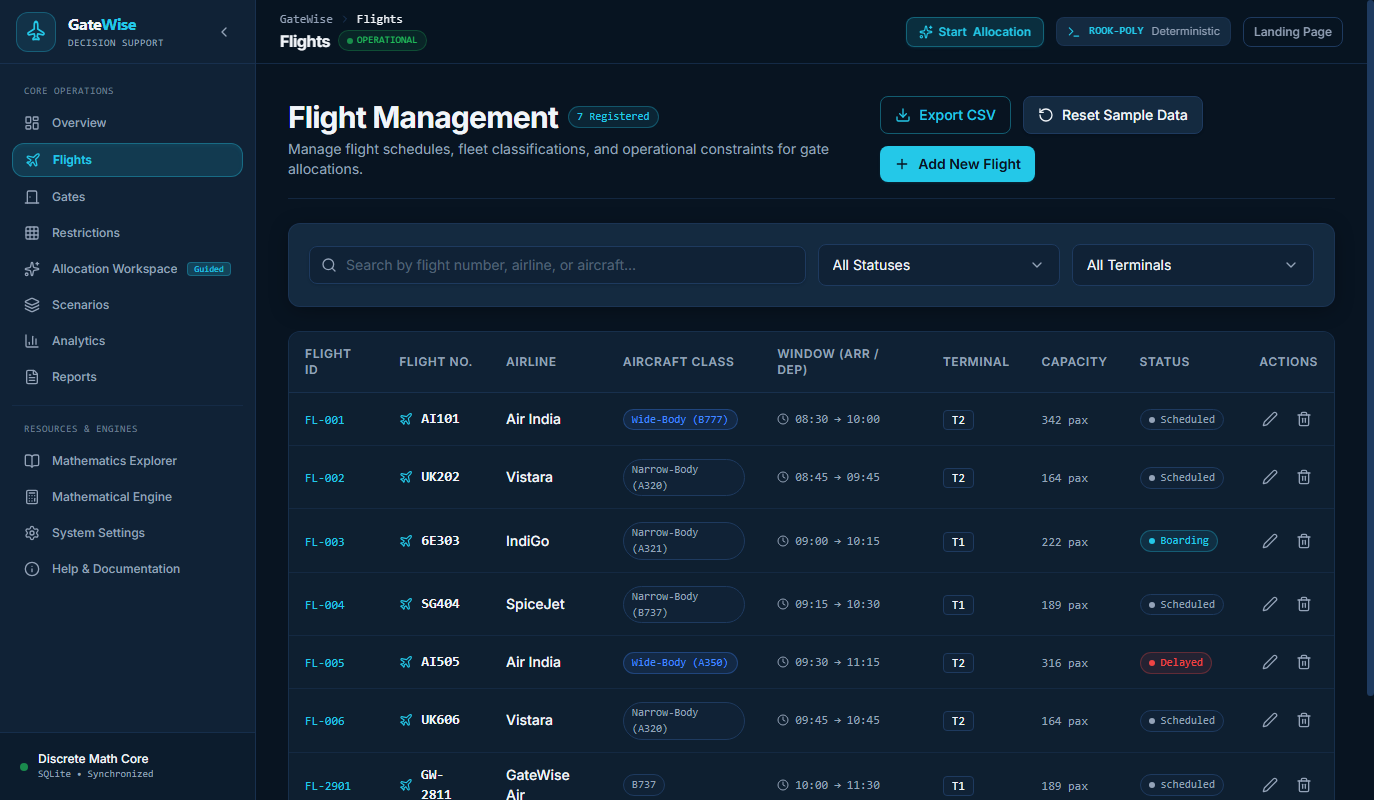 GateWise
DECISION SUPPORT
GateWise > Flights
Flights
OPERATIONAL
Start Allocation
ROOK-POLY Deterministic
Landing Page
CORE OPERATIONS
Overview
Flights
Gates
Restrictions
Allocation Workspace Guided
Scenarios
Analytics
Reports
RESOURCES & ENGINES
Mathematics Explorer
Mathematical Engine
System Settings
Help & Documentation
Discrete Math Core
SQLite • Synchronized
Flight Management 7 Registered
Manage flight schedules, fleet classifications, and operational constraints for gate
allocations.
Export CSV
Reset Sample Data
+ Add New Flight
Search by flight number, airline, or aircraft...
All Statuses
All Terminals
FLIGHT
ID
FLIGHT NO.
AIRLINE
AIRCRAFT CLASS
WINDOW (ARR /
DEP)
TERMINAL
CAPACITY
STATUS
ACTIONS
FL-001 AI101 Air India Wide-Body (B777) 08:30 → 10:00 T2 342 pax Scheduled
FL-002 UK202 Vistara Narrow-Body
(A320) 08:45 → 09:45 T2 164 pax Scheduled
FL-003 6E303 IndiGo Narrow-Body
(A321) 09:00 → 10:15 T1 222 pax Boarding
FL-004 SG404 SpiceJet Narrow-Body
(B737) 09:15 → 10:30 T1 189 pax Scheduled
FL-005 AI505 Air India Wide-Body (A350) 09:30 → 11:15 T2 316 pax Delayed
FL-006 UK606 Vistara Narrow-Body
(A320) 09:45 → 10:45 T2 164 pax Scheduled
FL-2901 GW-
2811 GateWise
Air B737 10:00 → 11:30 T1 189 pax scheduled